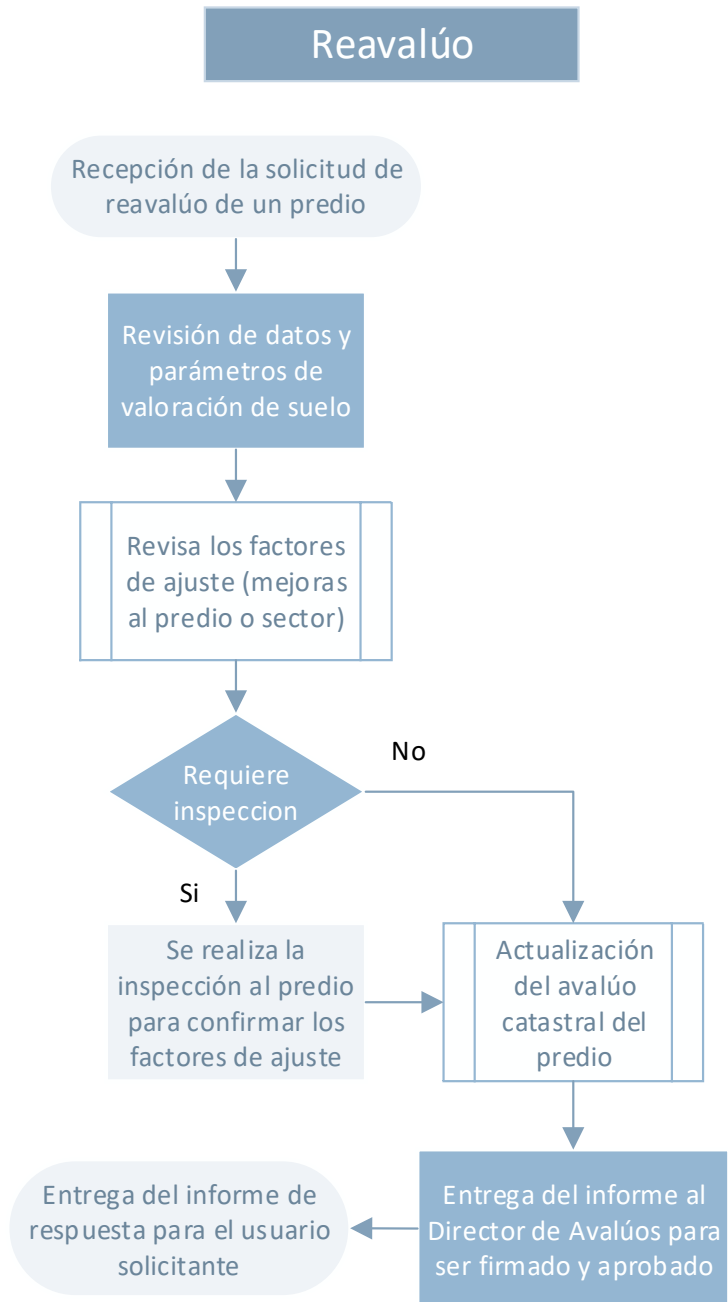 Reavalúo
Recepción de la solicitud de
reavalúo de un predio
Revisión de datos y
parámetros de
valoración de suelo
Revisa los factores
de ajuste (mejoras
al predio o sector)
Requiere
inspeccion
No
Si
Se realiza la
inspección al predio
para confirmar los
factores de ajuste
Actualización
del avalúo
catastral del
predio
Entrega del informe al
Director de Avalúos para
ser firmado y aprobado
Entrega del informe de
respuesta para el usuario
solicitante